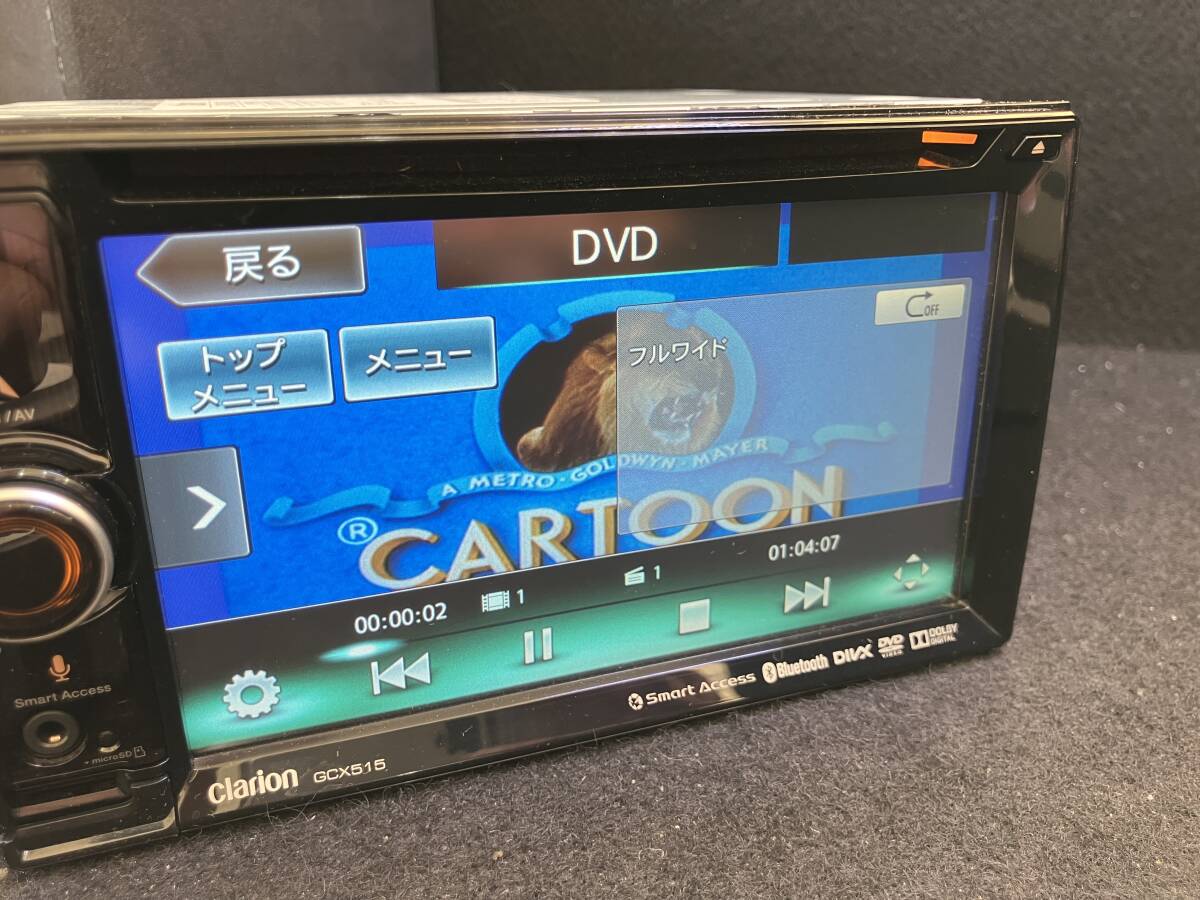 戻る
DVD
OFF
トップ
メニュー
メニュー
フルワイド
A METRO-GOLDWYN-MAYER
® CARTOON
/AV
00:00:02
1
1
01:04:07
Smart Access
microSD
Smart Access
Bluetooth
DIVX
DVD
VIDEO
DOLBY
DIGITAL
clarion
GCX515